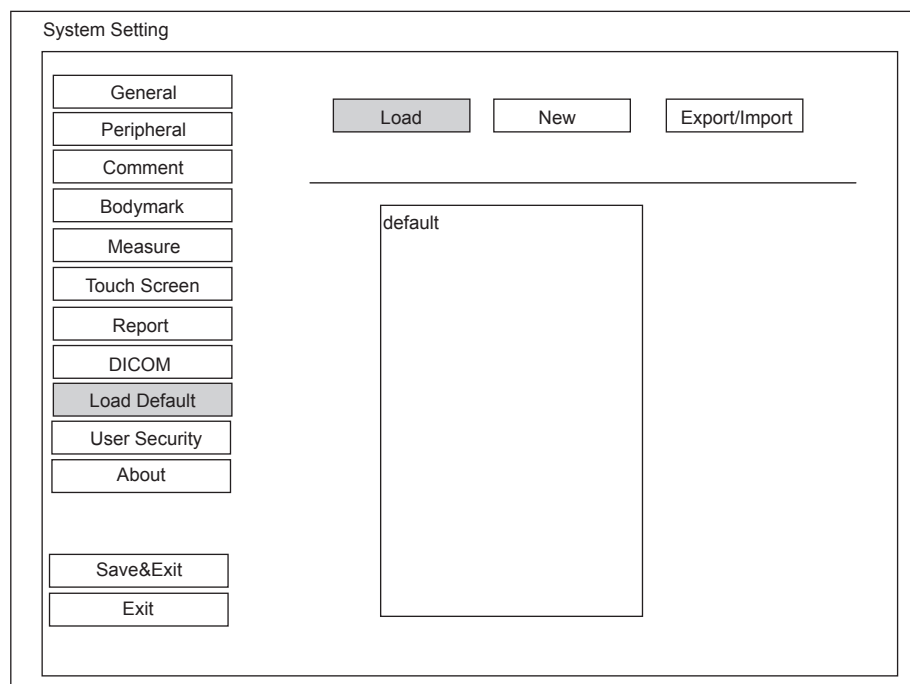 System Setting
General
Peripheral
Comment
Bodymark
Measure
Touch Screen
Report
DICOM
Load Default
User Security
About
Save&Exit
Exit
Load
New
Export/Import
default